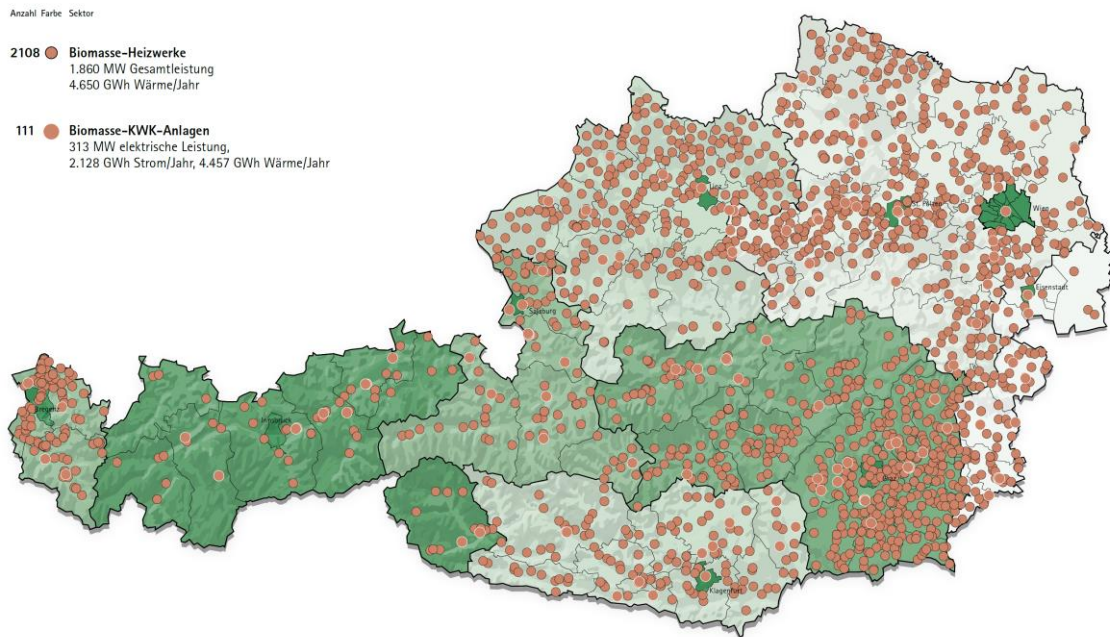 Anzahl Farbe Sektor
2108 Biomasse-Heizwerke
1.860 MW Gesamtleistung
4.650 GWh Wärme/Jahr
111 Biomasse-KWK-Anlagen
313 MW elektrische Leistung,
2.128 GWh Strom/Jahr, 4.457 GWh Wärme/Jahr
Linz
St. Pölten
Wien
Eisenstadt
Salzburg
Bregenz
Innsbruck
Graz
Klagenfurt